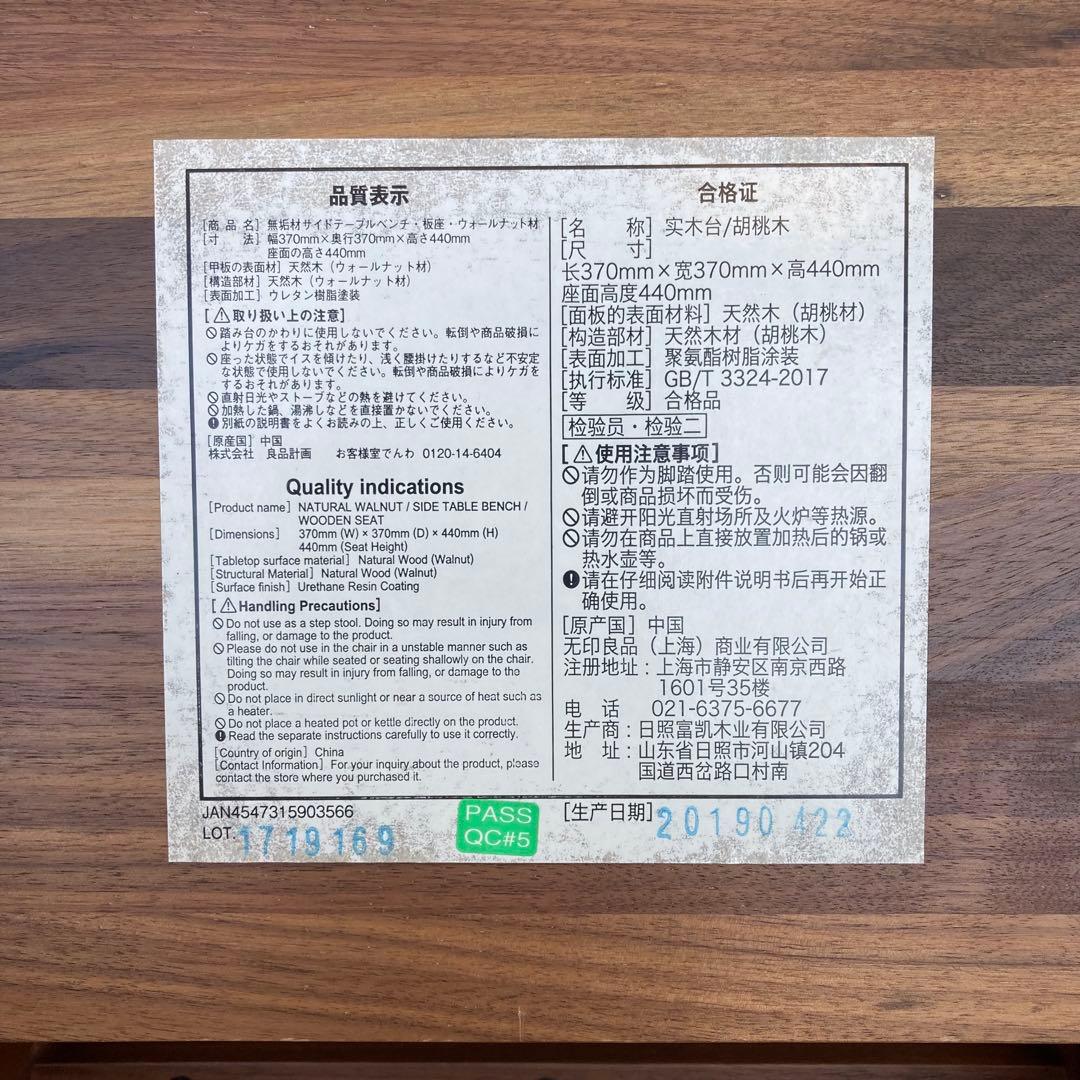 品質表示
[商品名] 無垢材サイドテーブルベンチ・板座・ウォールナット材
[寸 法] 幅370mm×奥行370mm×高さ440mm
座面の高さ440mm
[甲板の表面材] 天然木（ウォールナット材）
[構造部材] 天然木（ウォールナット材）
[表面加工] ウレタン樹脂塗装
[⚠取り扱い上の注意]
踏み台のかわりに使用しないでください。転倒や商品破損に
よりケガをするおそれがあります。
座った状態でイスを傾けたり、浅く腰掛けたりするなど不安定
な状態で使用しないでください。転倒や商品破損によりケガを
するおそれがあります。
直射日光やストーブなどの熱を避けてください。
加熱した鍋、湯沸しなどを直接置かないでください。
別紙の説明書をよくお読みの上、正しくご使用ください。
[原産国] 中国
株式会社 良品計画 お客様室でんわ 0120-14-6404
Quality indications
[Product name] NATURAL WALNUT / SIDE TABLE BENCH /
WOODEN SEAT
[Dimensions] 370mm (W) × 370mm (D) × 440mm (H)
440mm (Seat Height)
[Tabletop surface material] Natural Wood (Walnut)
[Structural Material] Natural Wood (Walnut)
[Surface finish] Urethane Resin Coating
[⚠Handling Precautions]
Do not use as a step stool. Doing so may result in injury from
falling, or damage to the product.
Please do not use in the chair in a unstable manner such as
tilting the chair while seated or seating shallowly on the chair.
Doing so may result in injury from falling, or damage to the
product.
Do not place in direct sunlight or near a source of heat such as
a heater.
Do not place a heated pot or kettle directly on the product.
Read the separate instructions carefully to use it correctly.
[Country of origin] China
[Contact Information] For your inquiry about the product, please
contact the store where you purchased it.
合格证
[名 称] 实木台/胡桃木
[尺 寸]
长370mm×宽370mm×高440mm
座面高度440mm
[面板的表面材料] 天然木（胡桃材）
[构造部材] 天然木材（胡桃木）
[表面加工] 聚氨酯树脂涂装
[执行标准] GB/T 3324-2017
[等 级] 合格品
检验员・检验二
[⚠使用注意事项]
请勿作为脚踏使用。否则可能会因翻
倒或商品损坏而受伤。
请避开阳光直射场所及火炉等热源。
请勿在商品上直接放置加热后的锅或
热水壶等。
请在仔细阅读附件说明书后再开始正
确使用。
[原产国] 中国
无印良品（上海）商业有限公司
注册地址：上海市静安区南京西路
1601号35楼
电 话 021-6375-6677
生产商：日照富凯木业有限公司
地 址：山东省日照市河山镇204
国道西岔路口村南
JAN4547315903566
LOT. 1719169
PASS
QC#5
[生产日期] 20190422